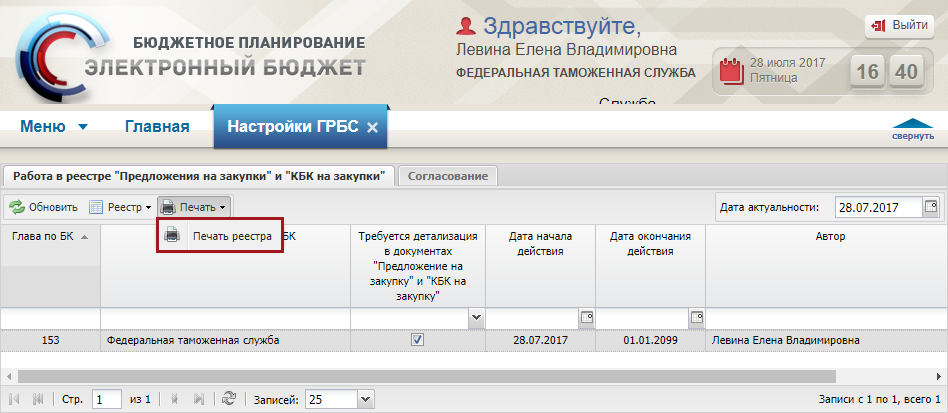 БЮДЖЕТНОЕ ПЛАНИРОВАНИЕ
ЭЛЕКТРОННЫЙ БЮДЖЕТ
Здравствуйте,
Левина Елена Владимировна
ФЕДЕРАЛЬНАЯ ТАМОЖЕННАЯ СЛУЖБА
Служба
Выйти
28 июля 2017
Пятница
16 40
Меню
Главная
Настройки ГРБС
свернуть
Работа в реестре "Предложения на закупки" и "КБК на закупки"
Согласование
Обновить
Реестр
Печать
Дата актуальности:
28.07.2017
Печать реестра
Глава по БК
БК
Требуется детализация
в документах
"Предложение на
закупку" и "КБК на
закупку"
Дата начала
действия
Дата окончания
действия
Автор
153
Федеральная таможенная служба
28.07.2017
01.01.2099
Левина Елена Владимировна
Стр. 1 из 1
Записей: 25
Записи с 1 по 1, всего 1